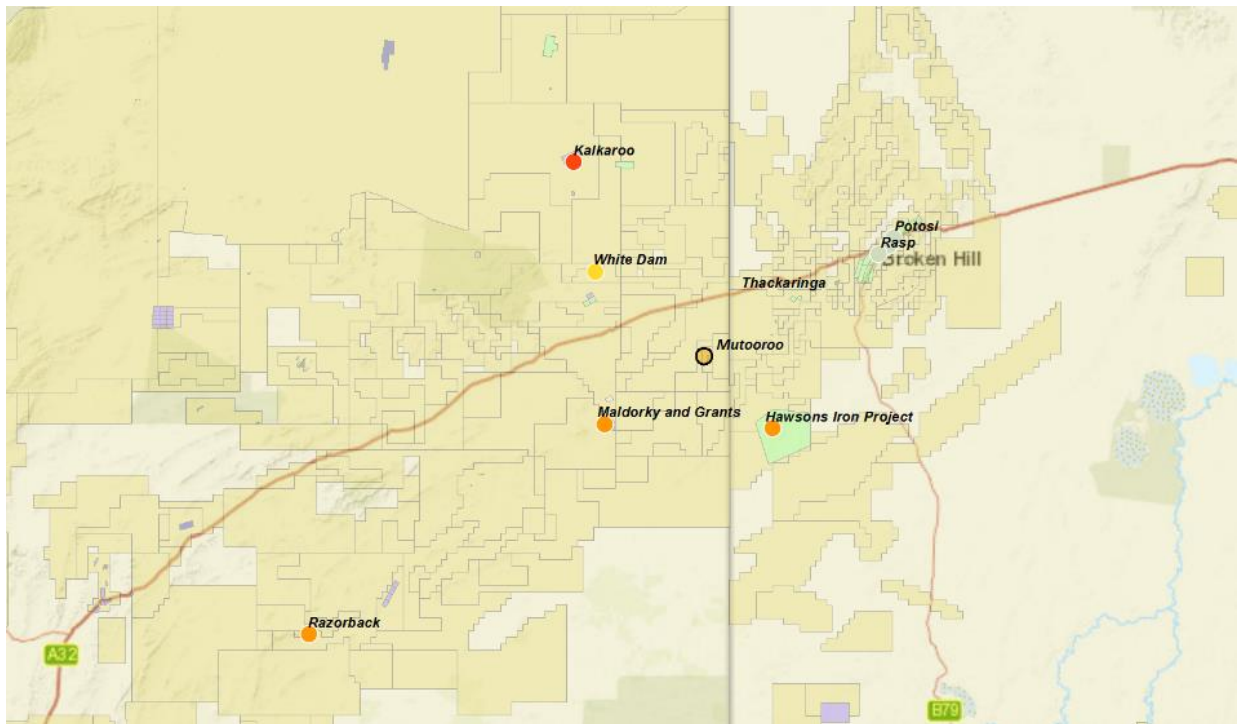 Kalkaroo
Potosi
Rasp
Broken Hill
White Dam
Thackaringa
Mutooroo
Maldorky and Grants
Hawsons Iron Project
Razorback
A32
B79